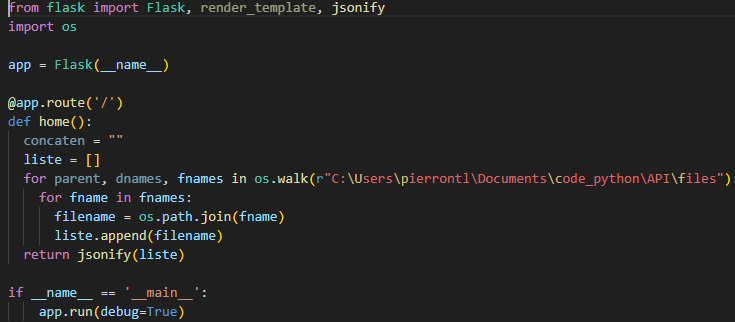 from flask import Flask, render_template, jsonify
import os
app = Flask(__name__)
@app.route('/')
def home():
concaten = ""
liste = []
for parent, dnames, fnames in os.walk(r"C:\Users\pierrontl\Documents\code_python\API\files"):
for fname in fnames:
filename = os.path.join(fname)
liste.append(filename)
return jsonify(liste)
if __name__ == '__main__':
app.run(debug=True)